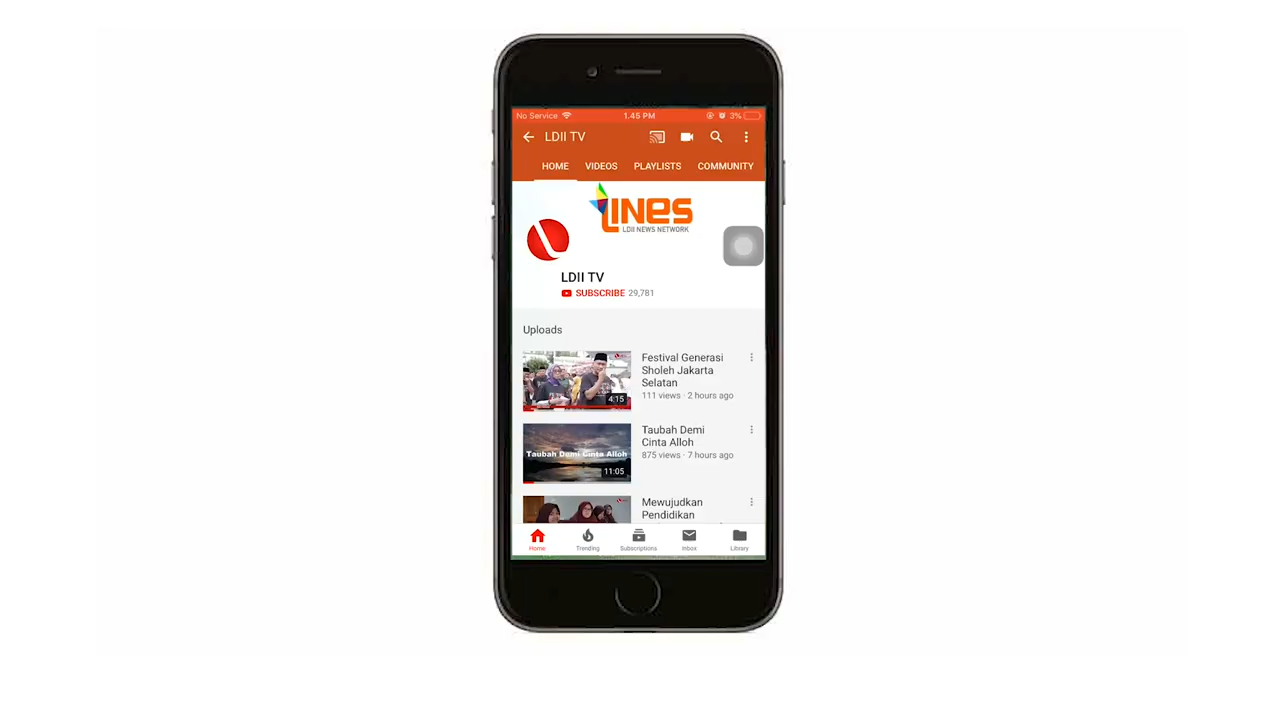 No Service 1.45 PM 3%
LDII TV
HOME VIDEOS PLAYLISTS COMMUNITY
LINES
LDII NEWS NETWORK
LDII TV
SUBSCRIBE 29,781
Uploads
4:15
Festival Generasi
Sholeh Jakarta
Selatan
111 views · 2 hours ago
Taubah Demi Cinta Alloh
11:05
Taubah Demi
Cinta Alloh
875 views · 7 hours ago
Mewujudkan
Pendidikan
Home Trending Subscriptions Inbox Library